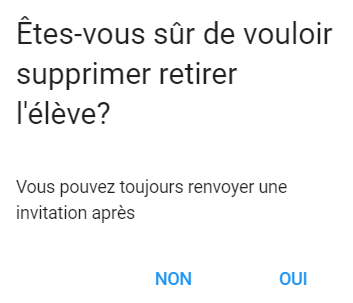 Êtes-vous sûr de vouloir
supprimer retirer
l'élève?
Vous pouvez toujours renvoyer une
invitation après
NON OUI